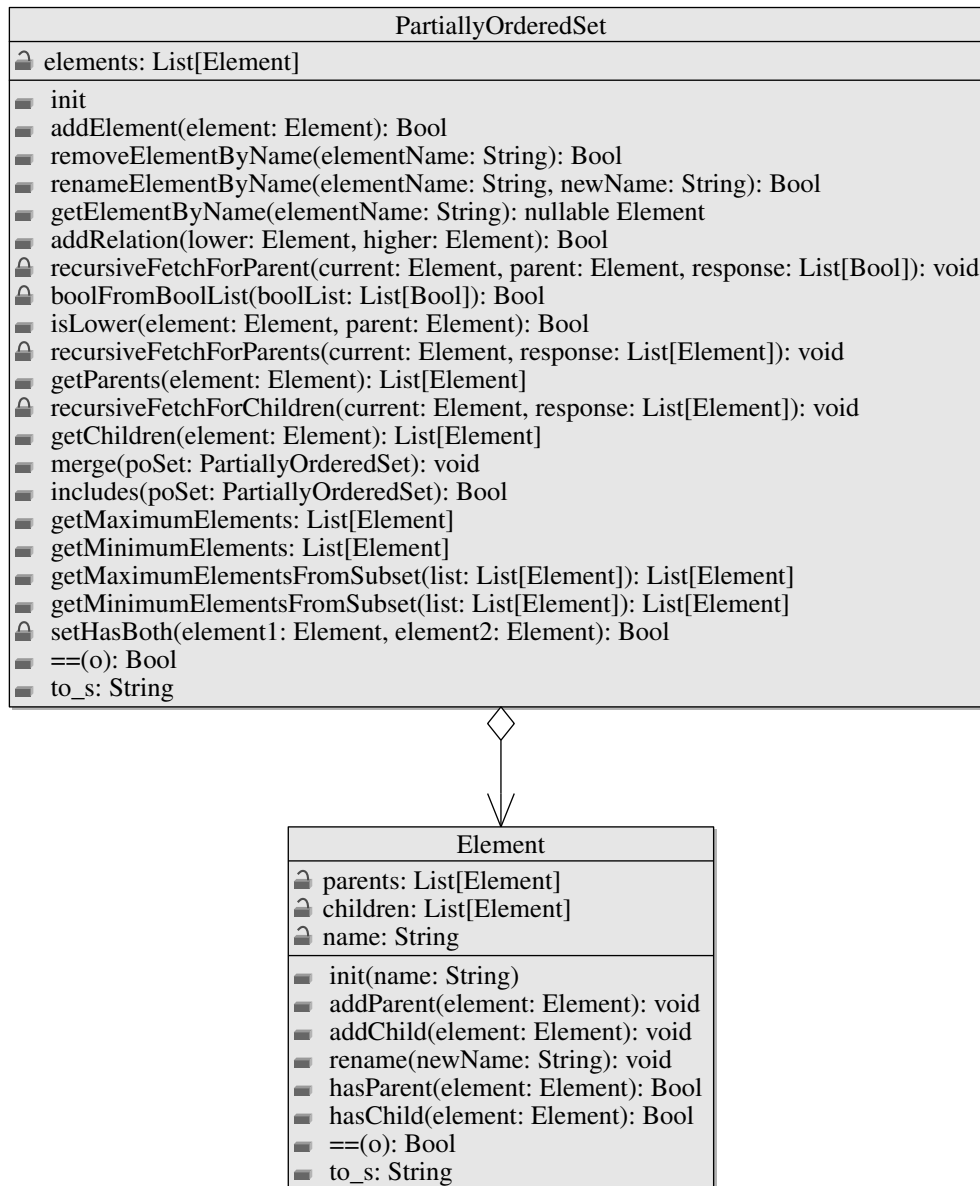 PartiallyOrderedSet
elements: List[Element]
init
addElement(element: Element): Bool
removeElementByName(elementName: String): Bool
renameElementByName(elementName: String, newName: String): Bool
getElementByName(elementName: String): nullable Element
addRelation(lower: Element, higher: Element): Bool
recursiveFetchForParent(current: Element, parent: Element, response: List[Bool]): void
boolFromBoolList(boolList: List[Bool]): Bool
isLower(element: Element, parent: Element): Bool
recursiveFetchForParents(current: Element, response: List[Element]): void
getParents(element: Element): List[Element]
recursiveFetchForChildren(current: Element, response: List[Element]): void
getChildren(element: Element): List[Element]
merge(poSet: PartiallyOrderedSet): void
includes(poSet: PartiallyOrderedSet): Bool
getMaximumElements: List[Element]
getMinimumElements: List[Element]
getMaximumElementsFromSubset(list: List[Element]): List[Element]
getMinimumElementsFromSubset(list: List[Element]): List[Element]
setHasBoth(element1: Element, element2: Element): Bool
==(o): Bool
to_s: String
Element
parents: List[Element]
children: List[Element]
name: String
init(name: String)
addParent(element: Element): void
addChild(element: Element): void
rename(newName: String): void
hasParent(element: Element): Bool
hasChild(element: Element): Bool
==(o): Bool
to_s: String